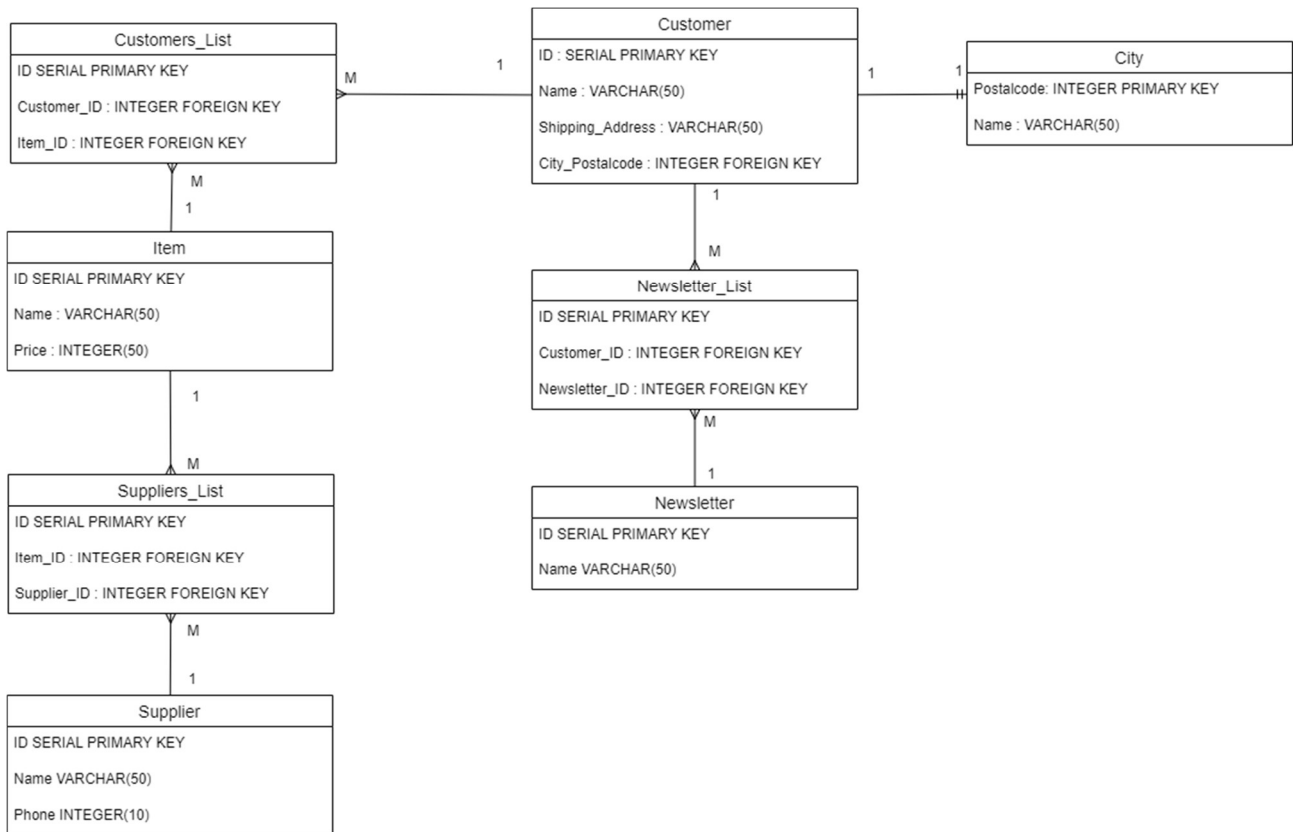 Customers_List
ID SERIAL PRIMARY KEY
Customer_ID : INTEGER FOREIGN KEY
Item_ID : INTEGER FOREIGN KEY
M
1
Customer
ID : SERIAL PRIMARY KEY
Name : VARCHAR(50)
Shipping_Address : VARCHAR(50)
City_Postalcode : INTEGER FOREIGN KEY
1
1
City
Postalcode: INTEGER PRIMARY KEY
Name : VARCHAR(50)
M
1
Item
ID SERIAL PRIMARY KEY
Name : VARCHAR(50)
Price : INTEGER(50)
1
M
Newsletter_List
ID SERIAL PRIMARY KEY
Customer_ID : INTEGER FOREIGN KEY
Newsletter_ID : INTEGER FOREIGN KEY
1
M
Suppliers_List
ID SERIAL PRIMARY KEY
Item_ID : INTEGER FOREIGN KEY
Supplier_ID : INTEGER FOREIGN KEY
M
1
Newsletter
ID SERIAL PRIMARY KEY
Name VARCHAR(50)
M
1
Supplier
ID SERIAL PRIMARY KEY
Name VARCHAR(50)
Phone INTEGER(10)